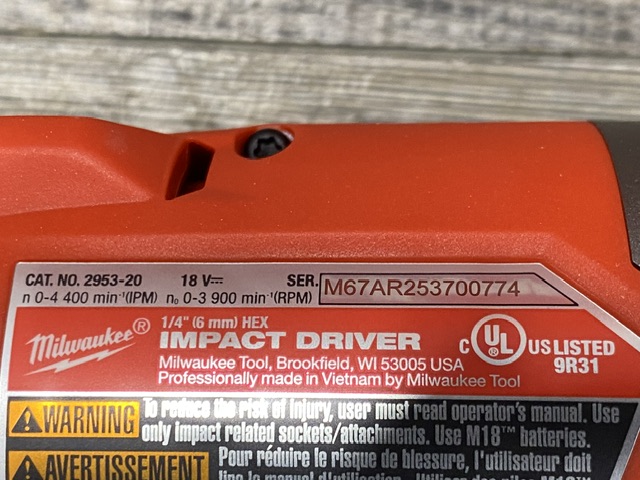 CAT. NO. 2953-20 18 V⎓ SER. M67AR253700774
n 0-4 400 min⁻¹(IPM) n₀ 0-3 900 min⁻¹(RPM)
Milwaukee®
1/4" (6 mm) HEX
IMPACT DRIVER
Milwaukee Tool, Brookfield, WI 53005 USA
Professionally made in Vietnam by Milwaukee Tool
C UL ® US LISTED
9R31
WARNING To reduce the risk of injury, user must read operator's manual. Use
only impact related sockets/attachments. Use M18™ batteries.
AVERTISSEMENT Pour réduire le risque de blessure, l'utilisateur doit